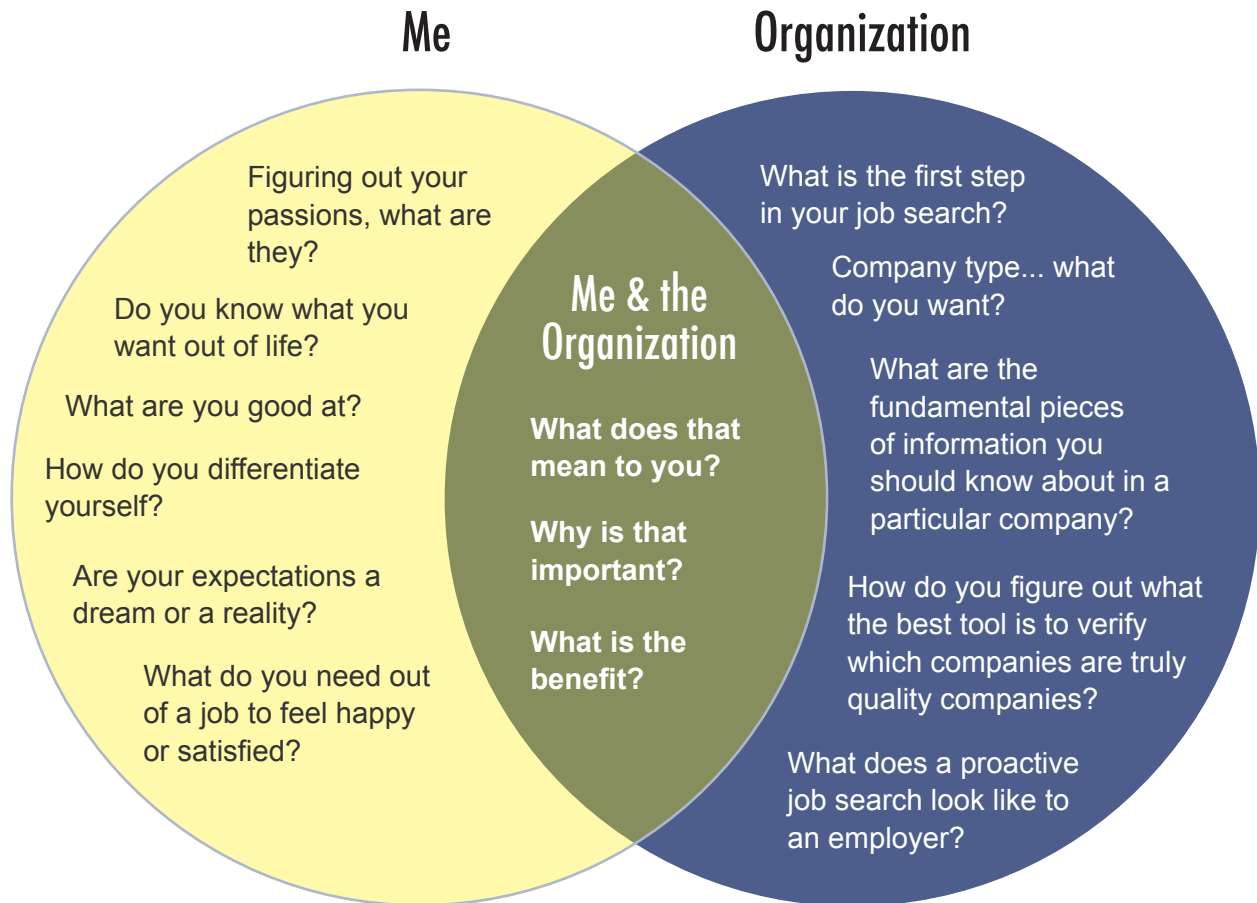 Me
Organization
Figuring out your
passions, what are
they?
Do you know what you
want out of life?
What are you good at?
How do you differentiate
yourself?
Are your expectations a
dream or a reality?
What do you need out
of a job to feel happy
or satisfied?
Me & the
Organization
What does that
mean to you?
Why is that
important?
What is the
benefit?
What is the first step
in your job search?
Company type... what
do you want?
What are the
fundamental pieces
of information you
should know about in a
particular company?
How do you figure out what
the best tool is to verify
which companies are truly
quality companies?
What does a proactive
job search look like to
an employer?